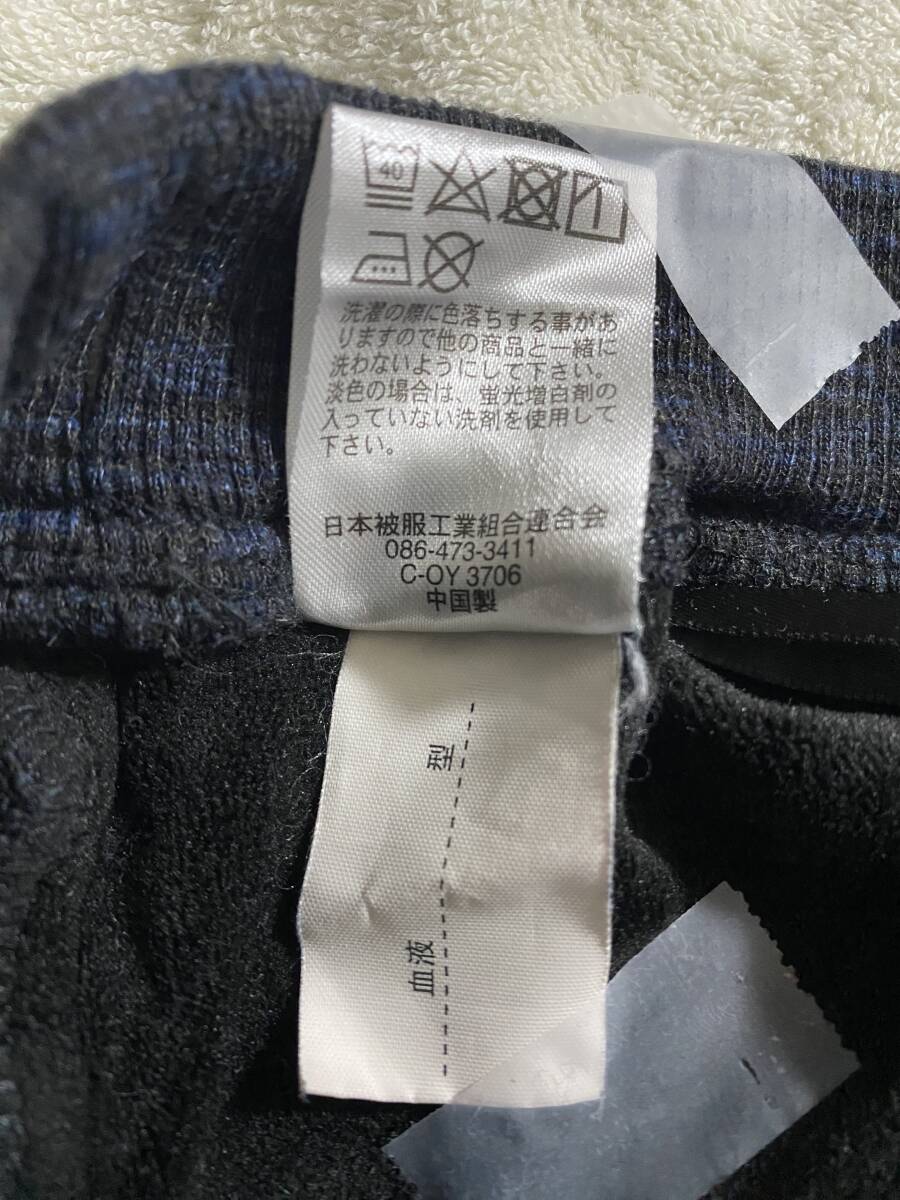 40
洗濯の際に色落ちする事があ
りますので他の商品と一緒に
洗わないようにして下さい。
淡色の場合は、蛍光増白剤の
入っていない洗剤を使用して
下さい。
日本被服工業組合連合会
086-473-3411
C-OY 3706
中国製
血液型